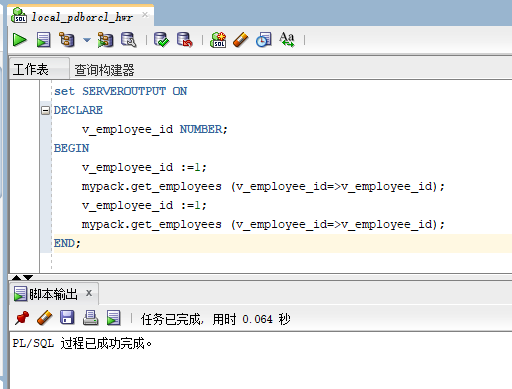 local_pdborcl_hwr
工作表 查询构建器
set SERVEROUTPUT ON
DECLARE
    v_employee_id NUMBER;
BEGIN
    v_employee_id :=1;
    mypack.get_employees (v_employee_id=>v_employee_id);
    v_employee_id :=1;
    mypack.get_employees (v_employee_id=>v_employee_id);
END;
脚本输出 x
任务已完成, 用时 0.064 秒
PL/SQL 过程已成功完成。